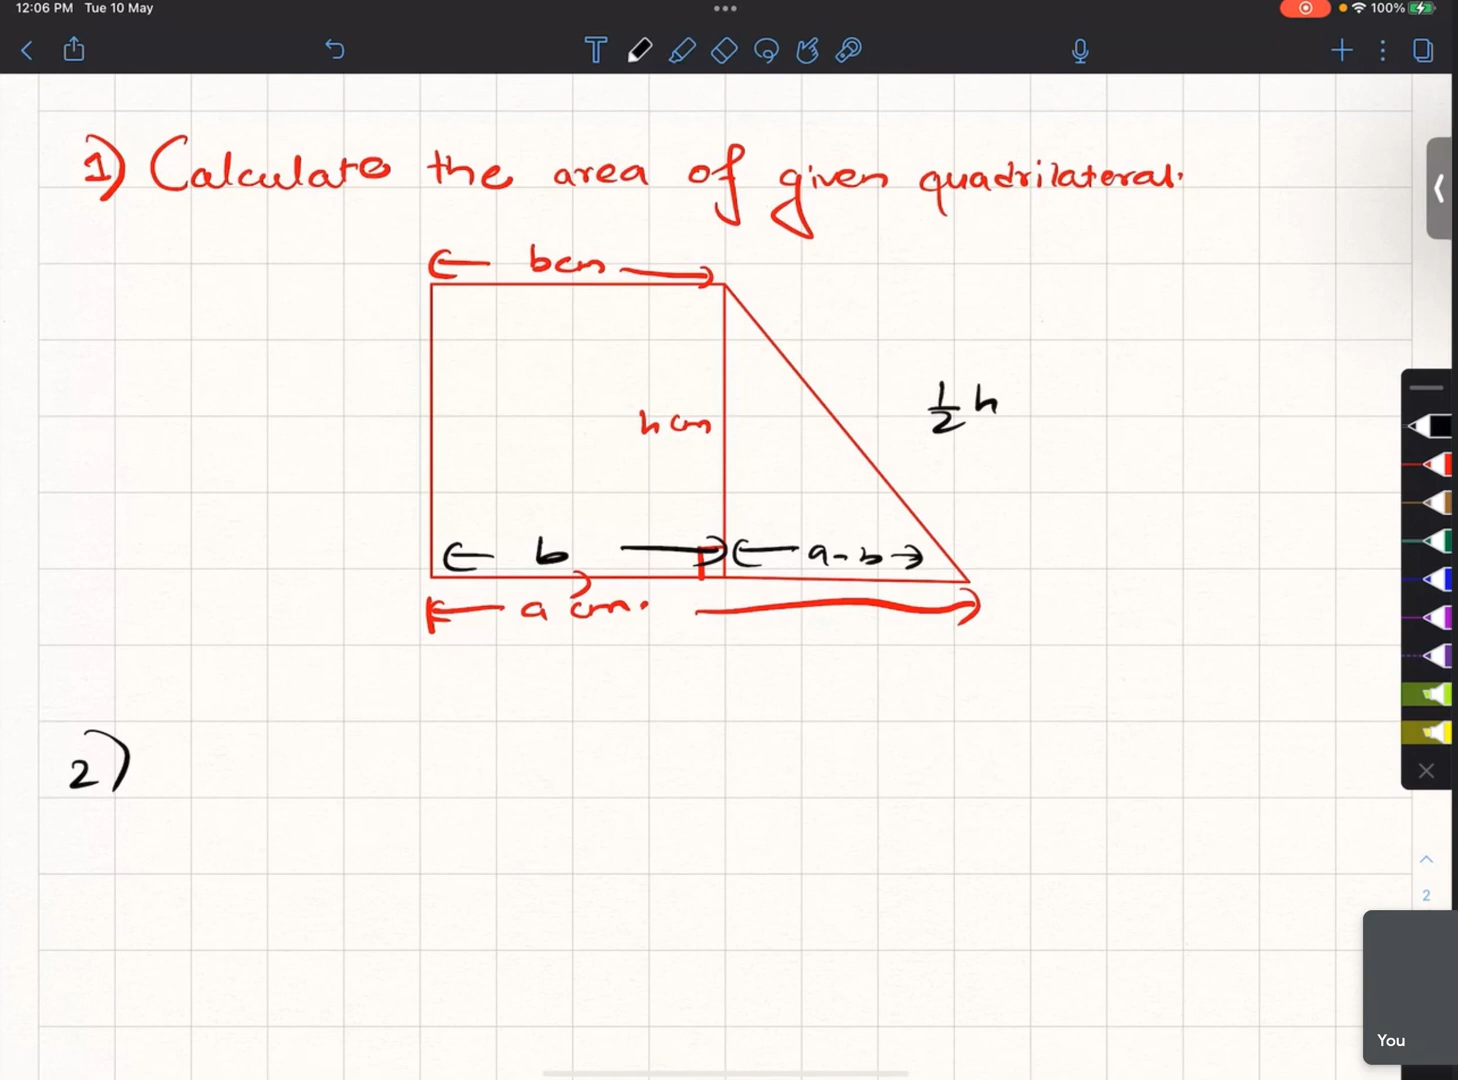 12:06 PM Tue 10 May
100%
1) Calculate the area of given quadrilateral.
b cm
h cm
1/2 h
b a-b
a cm.
2)
2
You